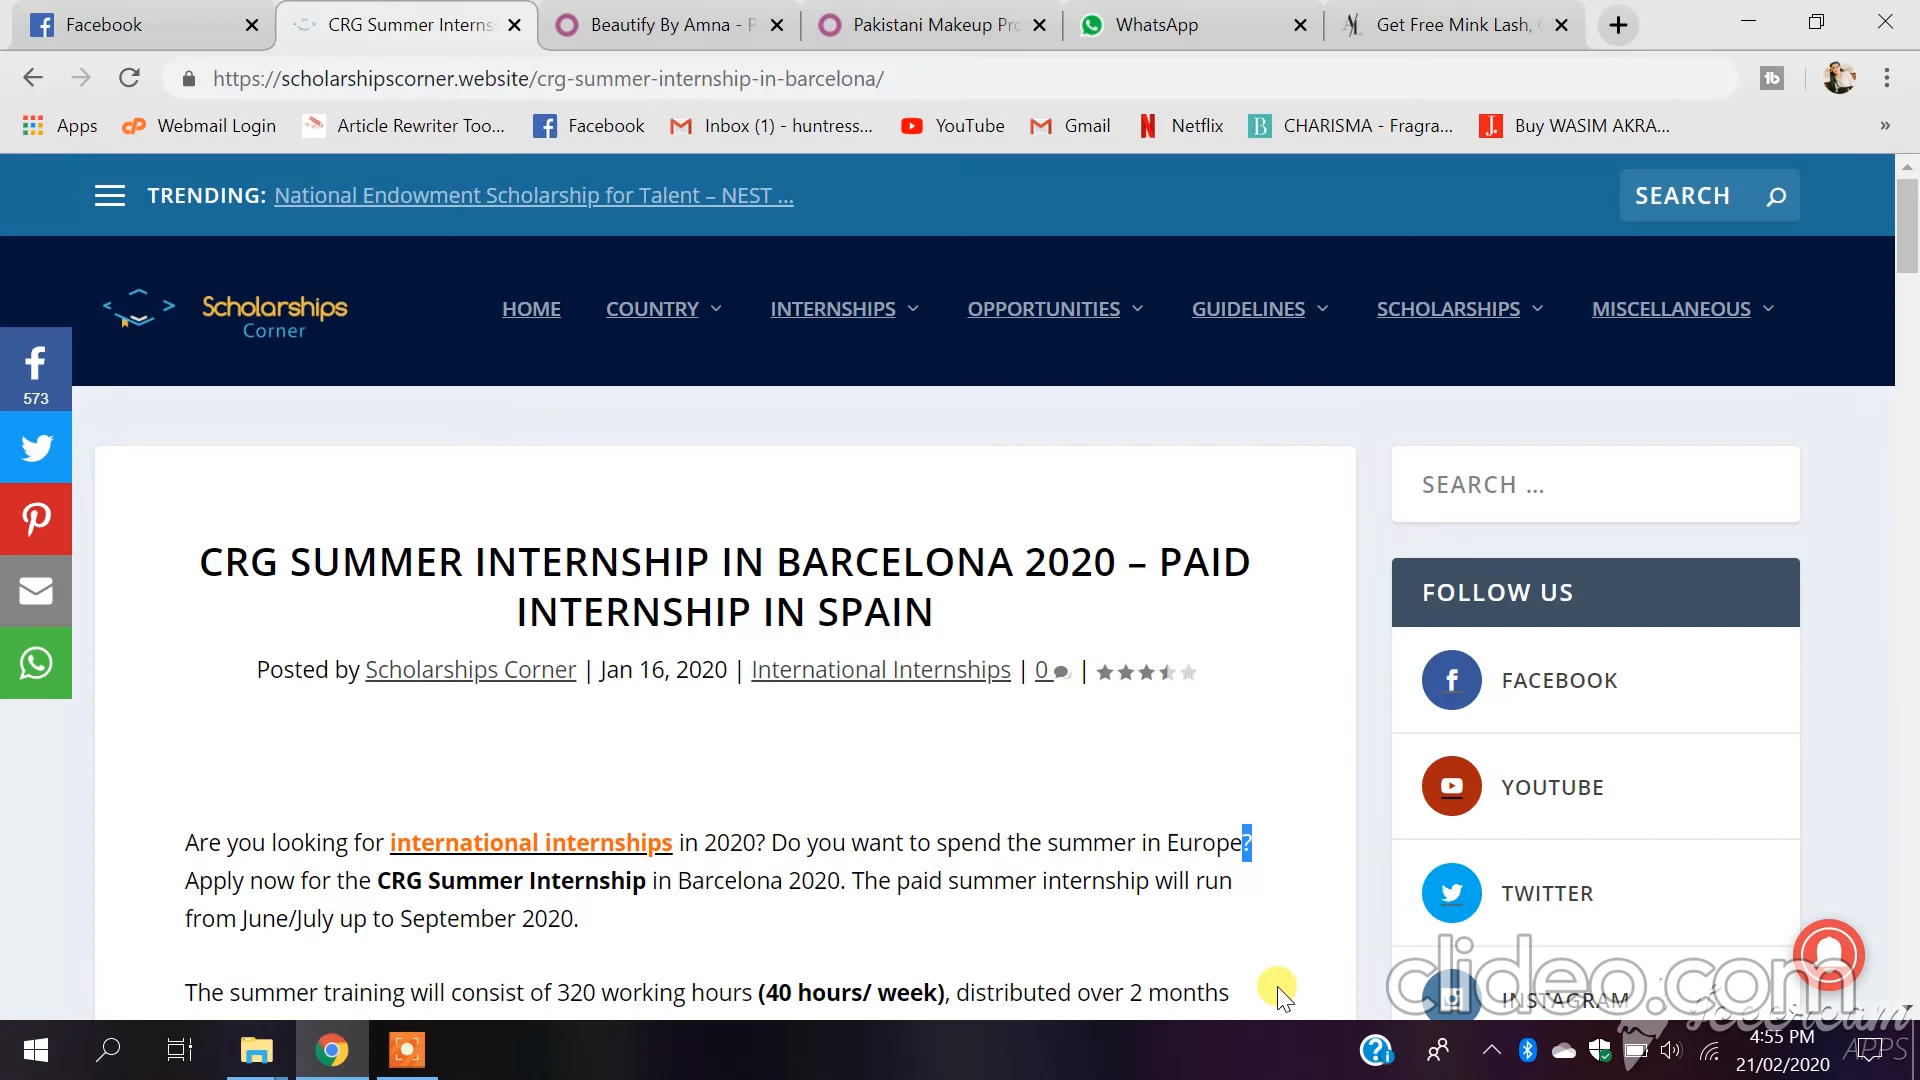 Facebook
CRG Summer Interns
Beautify By Amna - P
Pakistani Makeup Pro
WhatsApp
Get Free Mink Lash,
https://scholarshipscorner.website/crg-summer-internship-in-barcelona/
Apps
Webmail Login
Article Rewriter Too...
Facebook
Inbox (1) - huntress...
YouTube
Gmail
Netflix
CHARISMA - Fragra...
Buy WASIM AKRA...
»
TRENDING: National Endowment Scholarship for Talent – NEST ...
SEARCH
Scholarships
Corner
HOME
COUNTRY
INTERNSHIPS
OPPORTUNITIES
GUIDELINES
SCHOLARSHIPS
MISCELLANEOUS
573
SEARCH ...
CRG SUMMER INTERNSHIP IN BARCELONA 2020 – PAID
INTERNSHIP IN SPAIN
Posted by Scholarships Corner | Jan 16, 2020 | International Internships | 0 |
FOLLOW US
FACEBOOK
YOUTUBE
TWITTER
INSTAGRAM
Are you looking for international internships in 2020? Do you want to spend the summer in Europe?
Apply now for the CRG Summer Internship in Barcelona 2020. The paid summer internship will run
from June/July up to September 2020.
The summer training will consist of 320 working hours (40 hours/ week), distributed over 2 months
clideo.com
Icecream
APPS
4:55 PM
21/02/2020